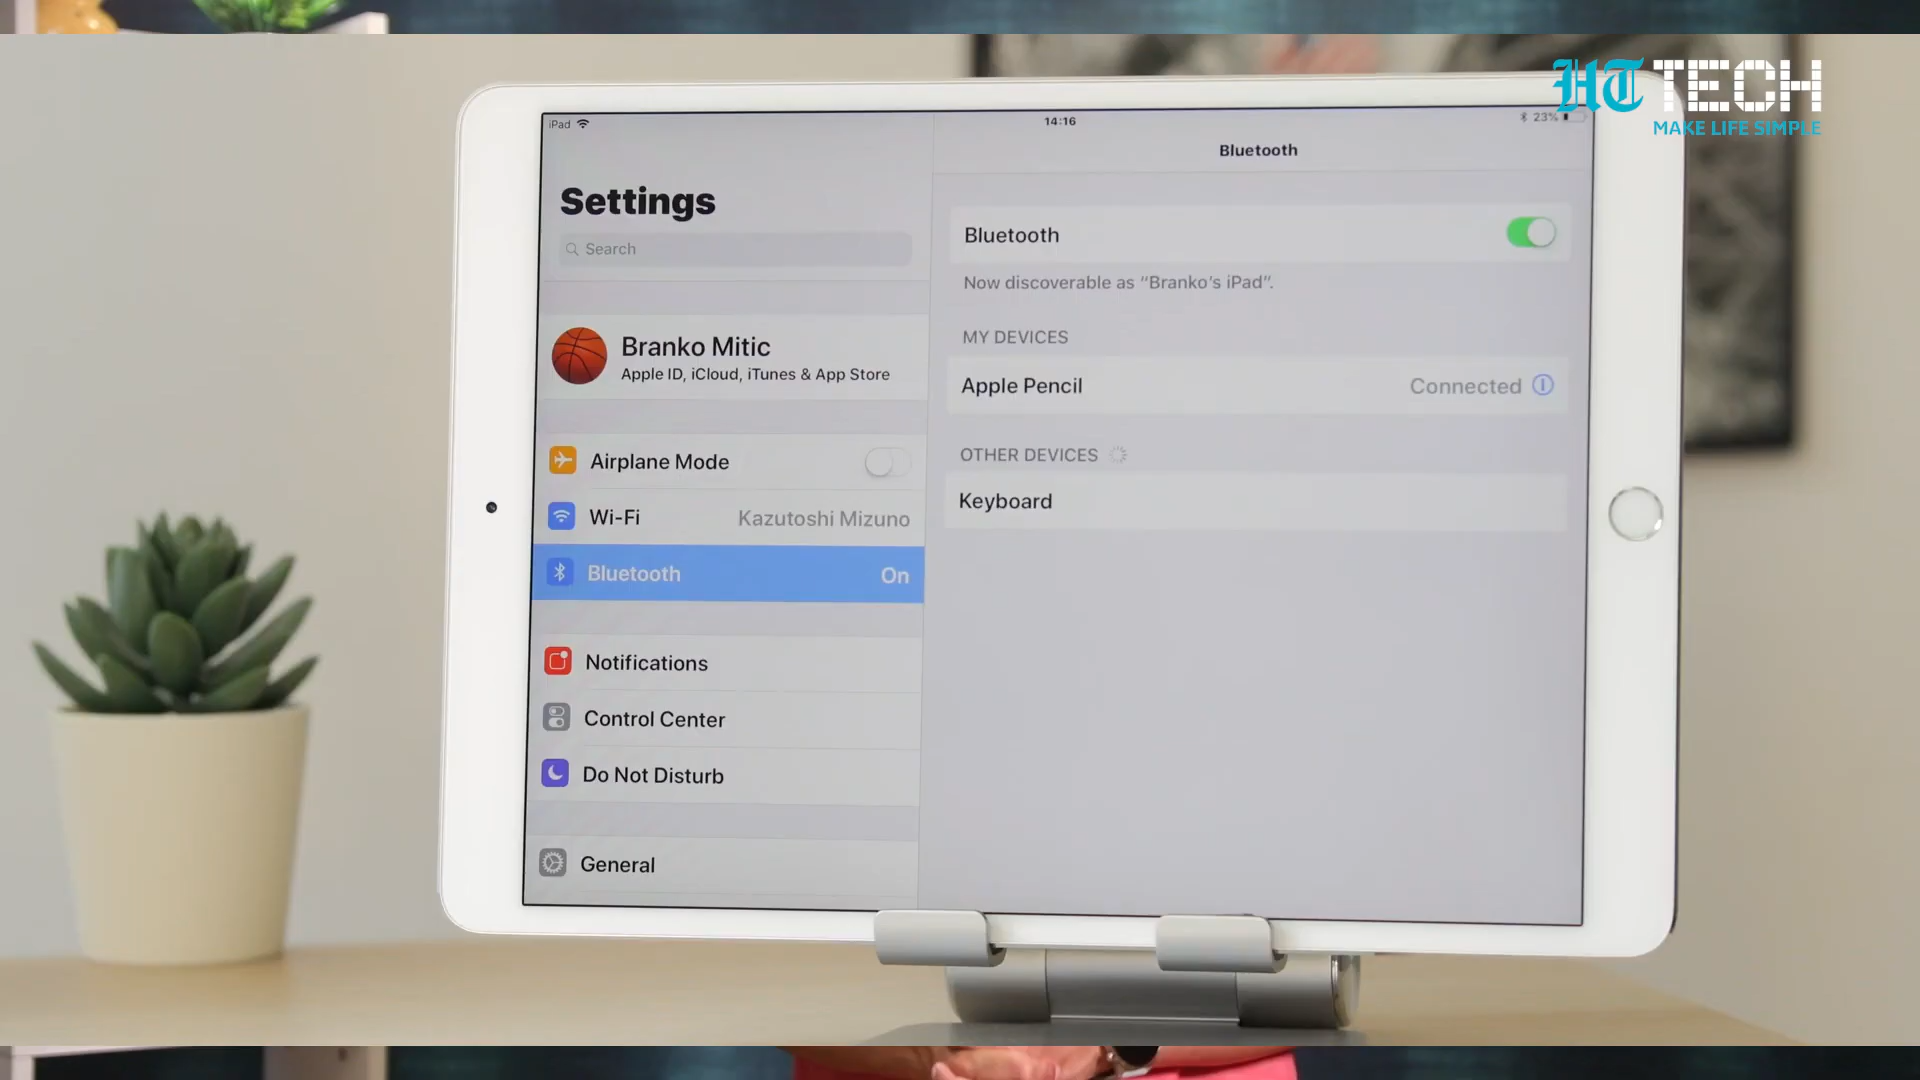 HT TECH
MAKE LIFE SIMPLE
iPad
14:16
23%
Settings
Search
Branko Mitic
Apple ID, iCloud, iTunes & App Store
Airplane Mode
Wi-Fi
Kazutoshi Mizuno
Bluetooth
On
Notifications
Control Center
Do Not Disturb
General
Bluetooth
Bluetooth
Now discoverable as “Branko’s iPad”.
MY DEVICES
Apple Pencil
Connected
OTHER DEVICES
Keyboard